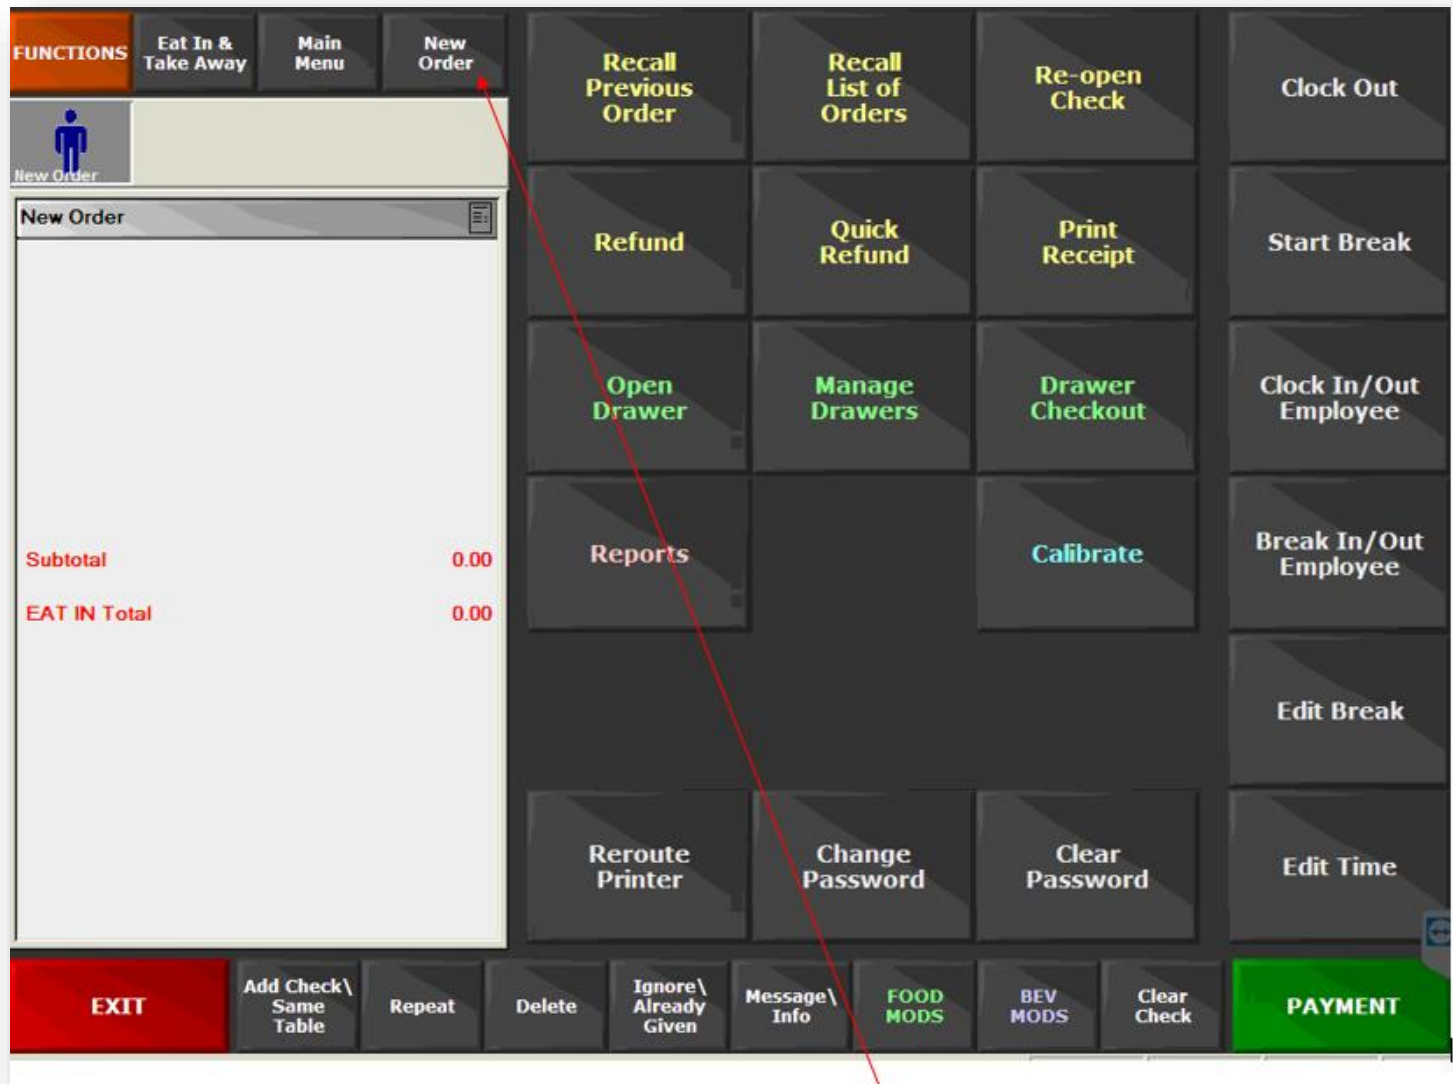 FUNCTIONS
Eat In &
Take Away
Main
Menu
New
Order
New Order
New Order
Subtotal 0.00
EAT IN Total 0.00
Recall
Previous
Order
Recall
List of
Orders
Re-open
Check
Clock Out
Refund
Quick
Refund
Print
Receipt
Start Break
Open
Drawer
Manage
Drawers
Drawer
Checkout
Clock In/Out
Employee
Reports
Calibrate
Break In/Out
Employee
Edit Break
Reroute
Printer
Change
Password
Clear
Password
Edit Time
EXIT
Add Check\
Same
Table
Repeat
Delete
Ignore\
Already
Given
Message\
Info
FOOD
MODS
BEV
MODS
Clear
Check
PAYMENT